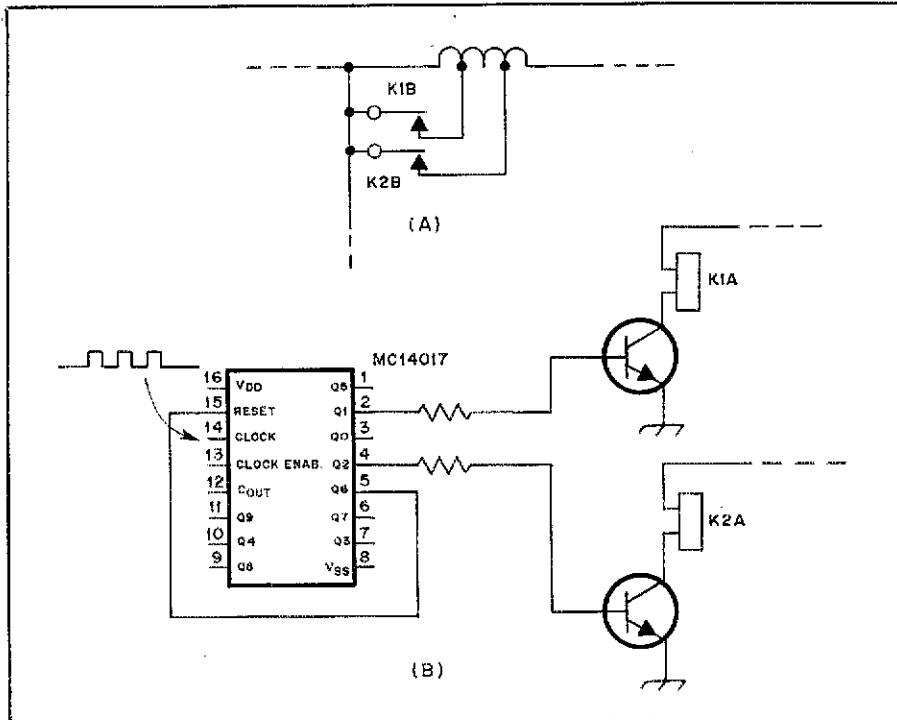 K1B
K2B
(A)
K1A
MC14017
16 VDD Q5 1
15 RESET Q1 2
14 CLOCK Q0 3
13 CLOCK ENAB. Q2 4
12 COUT Q6 5
11 Q9 Q7 6
10 Q4 Q3 7
9 Q8 VSS 8
K2A
(B)